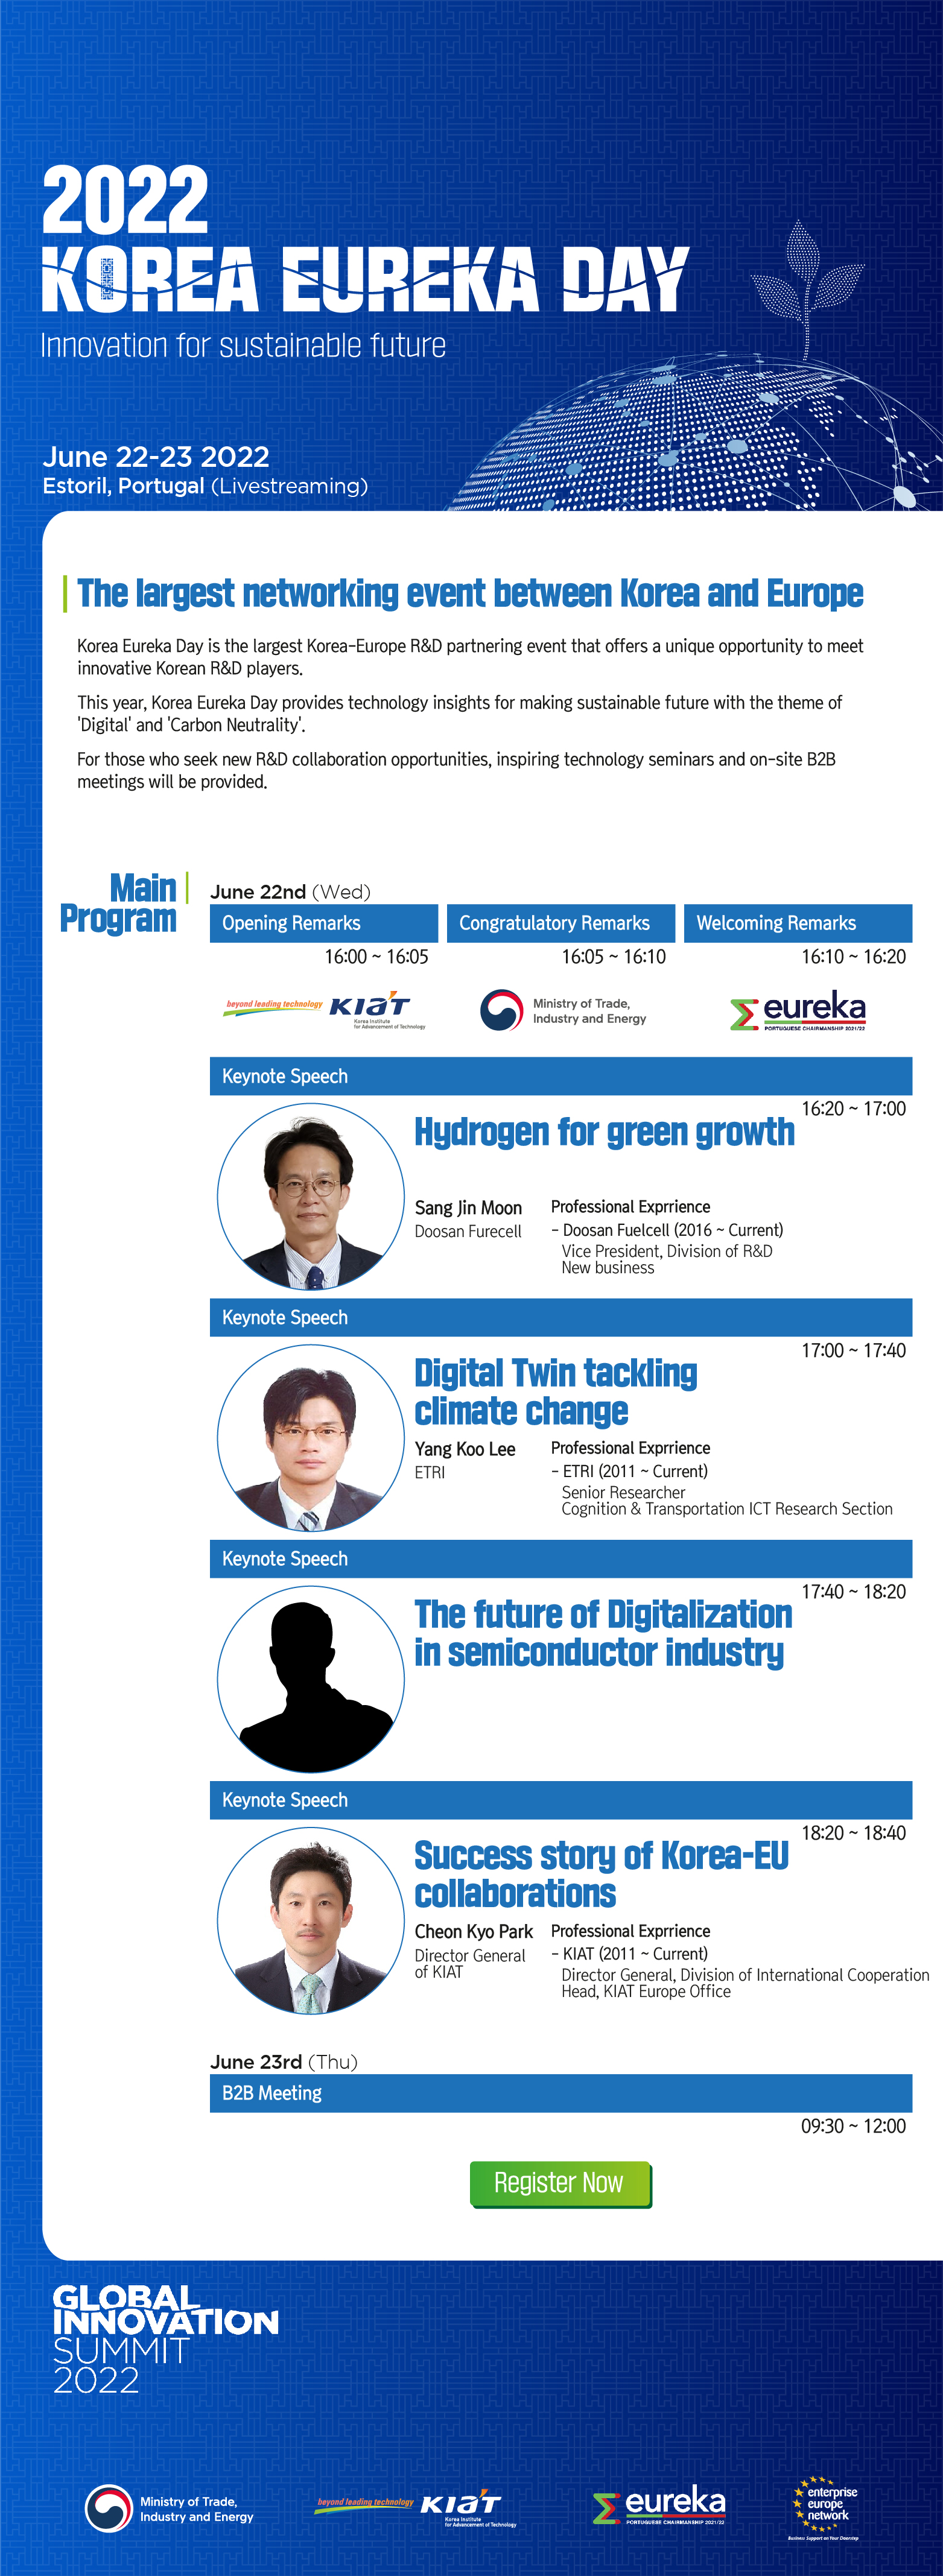 2022
KOREA EUREKA DAY
Innovation for sustainable future
June 22-23 2022
Estoril, Portugal (Livestreaming)
The largest networking event between Korea and Europe
Korea Eureka Day is the largest Korea-Europe R&D partnering event that offers a unique opportunity to meet
innovative Korean R&D players.
This year, Korea Eureka Day provides technology insights for making sustainable future with the theme of
'Digital' and 'Carbon Neutrality'.
For those who seek new R&D collaboration opportunities, inspiring technology seminars and on-site B2B
meetings will be provided.
Main
Program
June 22nd (Wed)
Opening Remarks
16:00 ~ 16:05
beyond leading technology KIAT
Korea Institute
for Advancement of Technology
Congratulatory Remarks
16:05 ~ 16:10
Ministry of Trade,
Industry and Energy
Welcoming Remarks
16:10 ~ 16:20
eureka
PORTUGUESE CHAIRMANSHIP 2021/22
Keynote Speech
16:20 ~ 17:00
Hydrogen for green growth
Sang Jin Moon
Doosan Furecell
Professional Exprrience
- Doosan Fuelcell (2016 ~ Current)
Vice President, Division of R&D
New business
Keynote Speech
17:00 ~ 17:40
Digital Twin tackling
climate change
Yang Koo Lee
ETRI
Professional Exprrience
- ETRI (2011 ~ Current)
Senior Researcher
Cognition & Transportation ICT Research Section
Keynote Speech
17:40 ~ 18:20
The future of Digitalization
in semiconductor industry
Keynote Speech
18:20 ~ 18:40
Success story of Korea-EU
collaborations
Cheon Kyo Park
Director General
of KIAT
Professional Exprrience
- KIAT (2011 ~ Current)
Director General, Division of International Cooperation
Head, KIAT Europe Office
June 23rd (Thu)
B2B Meeting
09:30 ~ 12:00
Register Now
GLOBAL
INNOVATION
SUMMIT
2022
Ministry of Trade,
Industry and Energy
beyond leading technology KIAT
Korea Institute
for Advancement of Technology
eureka
PORTUGUESE CHAIRMANSHIP 2021/22
enterprise
europe
network
Business Support on Your Doorstep